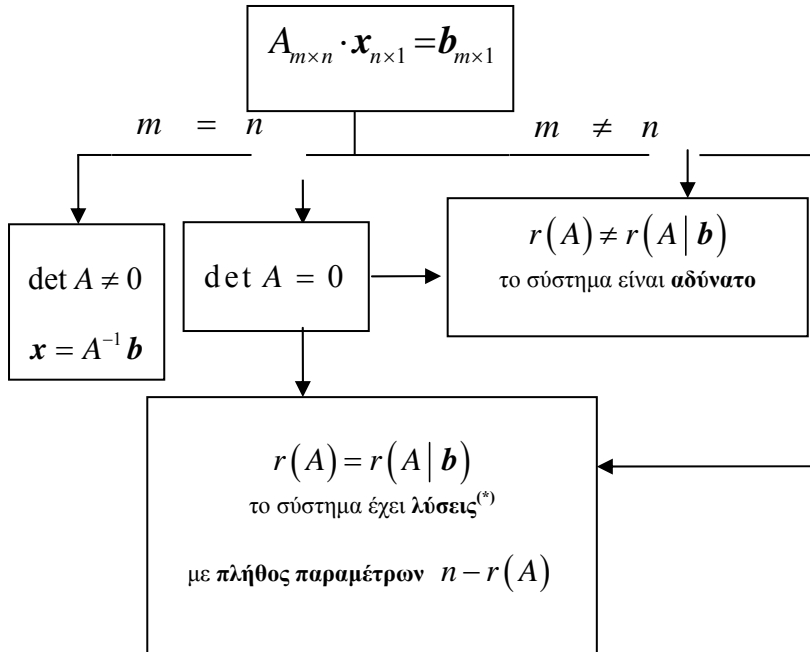 A_{m×n} · x_{n×1} = b_{m×1}
m = n
m ≠ n
det A ≠ 0
x = A⁻¹ b
det A = 0
r(A) ≠ r(A | b)
το σύστημα είναι αδύνατο
r(A) = r(A | b)
το σύστημα έχει λύσεις(*)
με πλήθος παραμέτρων n − r(A)